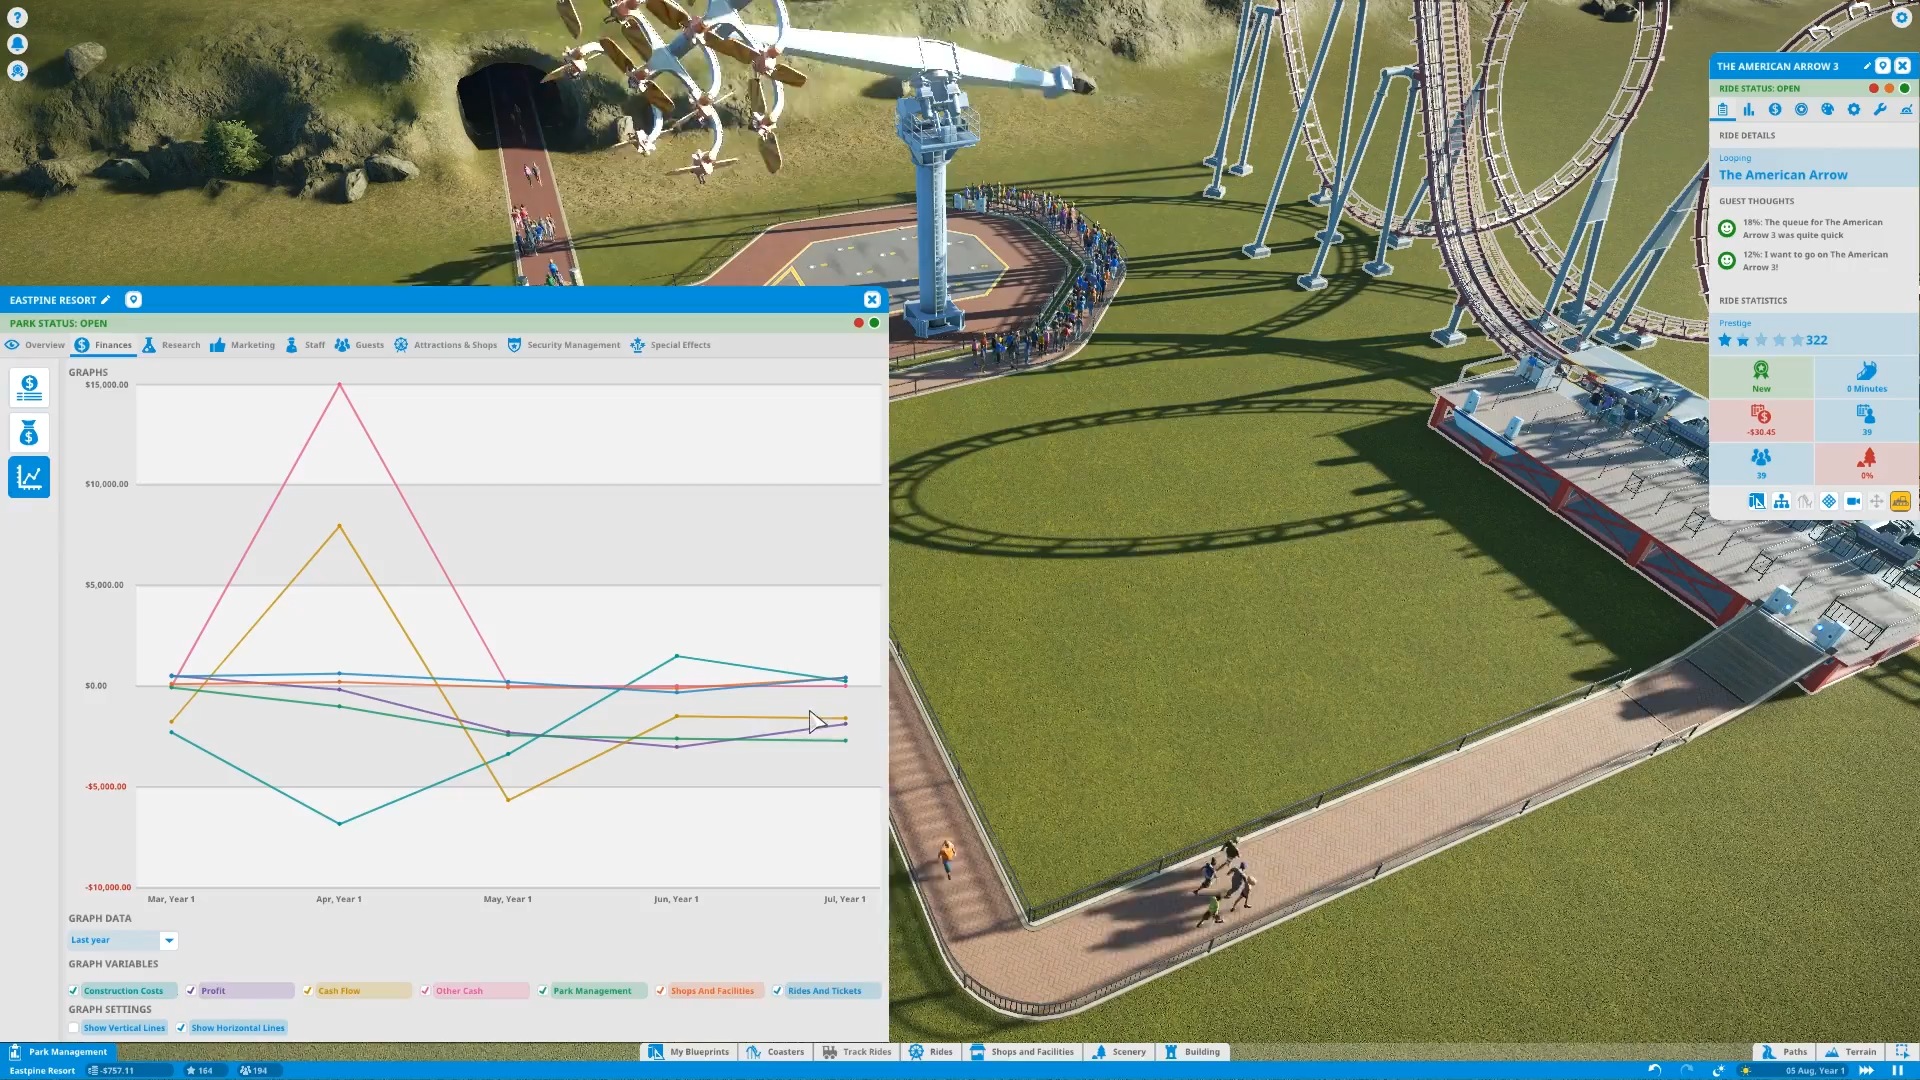 THE AMERICAN ARROW 3
RIDE STATUS: OPEN
RIDE DETAILS
Looping
The American Arrow
GUEST THOUGHTS
18%: The queue for The American
Arrow 3 was quite quick
12%: I want to go on The American
Arrow 3!
RIDE STATISTICS
Prestige
322
New
0 Minutes
-$30.45
39
39
0%
EASTPINE RESORT
PARK STATUS: OPEN
Overview
Finances
Research
Marketing
Staff
Guests
Attractions & Shops
Security Management
Special Effects
GRAPHS
$15,000.00
$10,000.00
$5,000.00
$0.00
-$5,000.00
-$10,000.00
Mar, Year 1
Apr, Year 1
May, Year 1
Jun, Year 1
Jul, Year 1
GRAPH DATA
Last year
GRAPH VARIABLES
Construction Costs
Profit
Cash Flow
Other Cash
Park Management
Shops And Facilities
Rides And Tickets
GRAPH SETTINGS
Show Vertical Lines
Show Horizontal Lines
Park Management
My Blueprints
Coasters
Track Rides
Rides
Shops and Facilities
Scenery
Building
Paths
Terrain
Eastpine Resort
-$757.11
164
194
05 Aug, Year 1